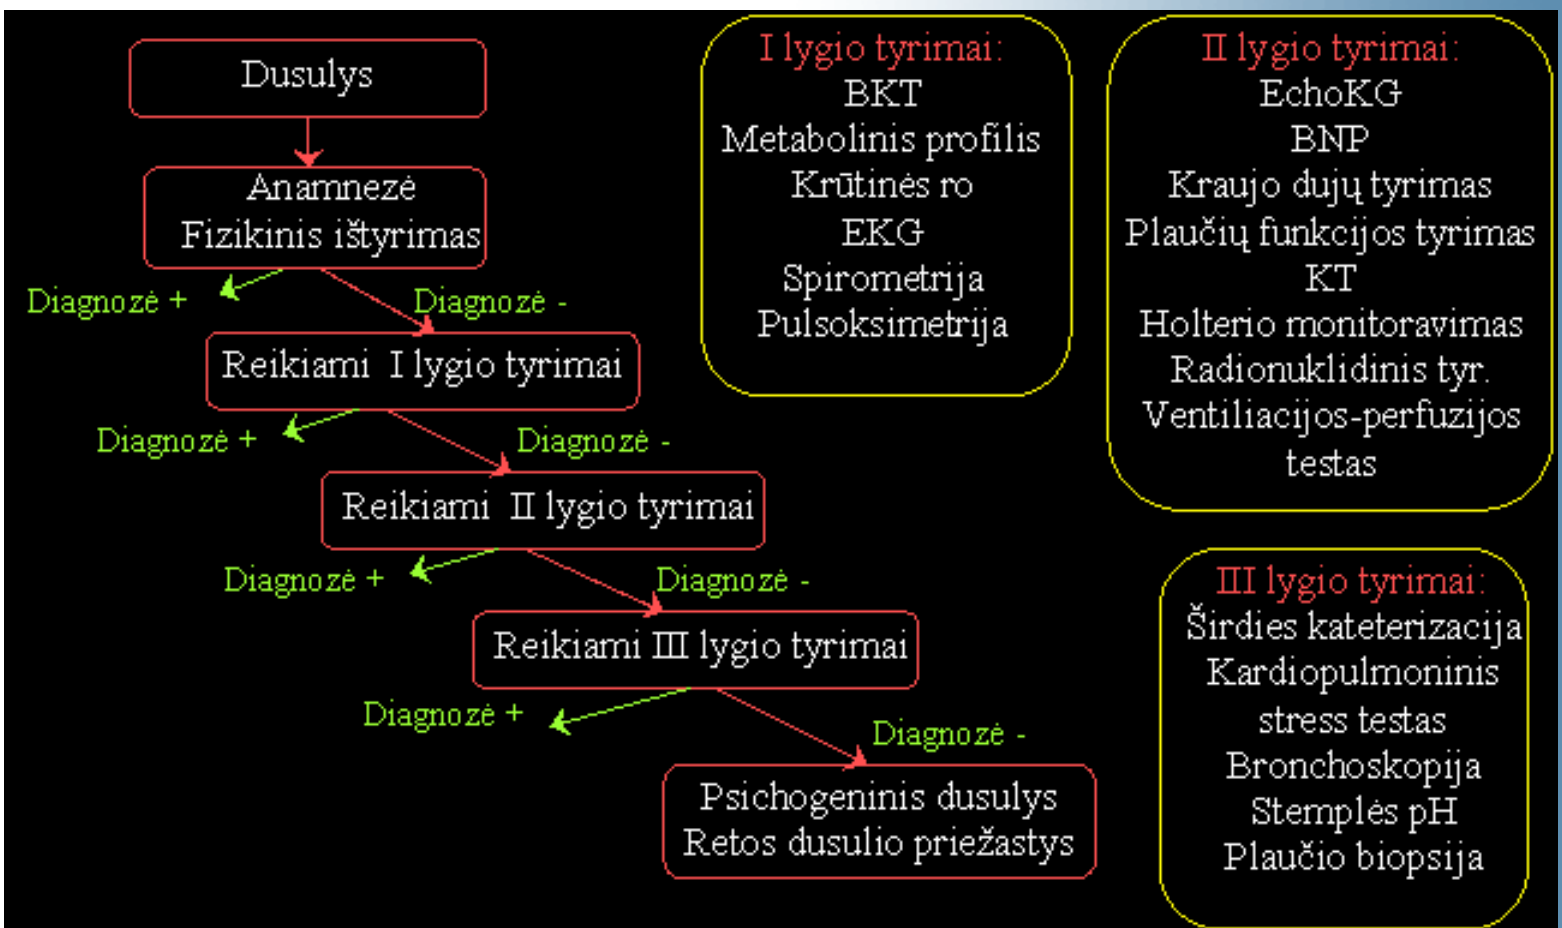 Dusulys
Anamnezė
Fizikinis ištyrimas
Diagnozė +
Diagnozė -
Reikiami I lygio tyrimai
Diagnozė +
Diagnozė -
Reikiami II lygio tyrimai
Diagnozė +
Diagnozė -
Reikiami III lygio tyrimai
Diagnozė +
Diagnozė -
Psichogeninis dusulys
Retos dusulio priežastys
I lygio tyrimai:
BKT
Metabolinis profilis
Krūtinės ro
EKG
Spirometrija
Pulsoksimetrija
II lygio tyrimai:
EchoKG
BNP
Kraujo dujų tyrimas
Plaučių funkcijos tyrimas
KT
Holterio monitoravimas
Radionuklidinis tyr.
Ventiliacijos-perfuzijos
testas
III lygio tyrimai:
Širdies kateterizacija
Kardiopulmoninis
stress testas
Bronchoskopija
Stemplės pH
Plaučio biopsija